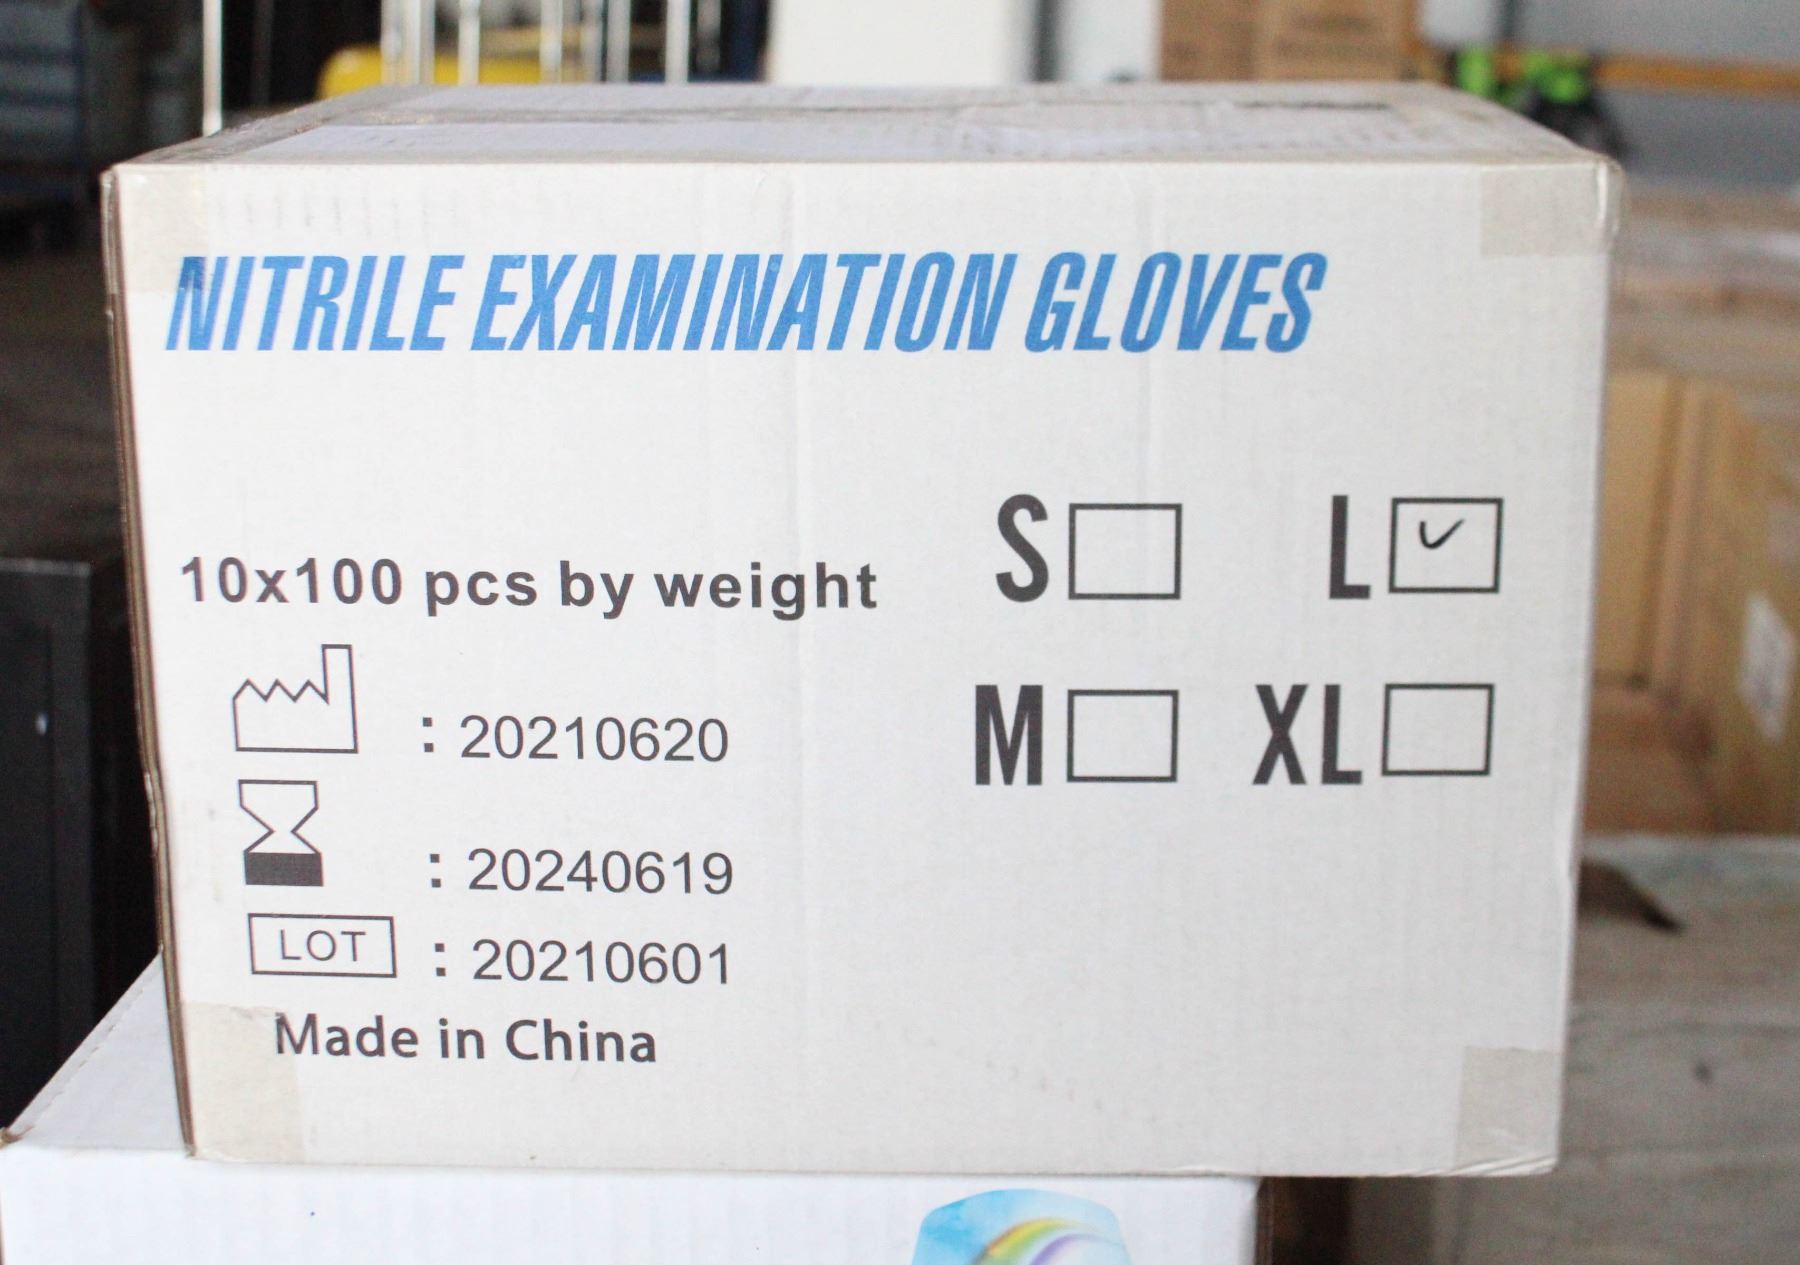 NITRILE EXAMINATION GLOVES
10x100 pcs by weight
S L
M XL
: 20210620
: 20240619
LOT : 20210601
Made in China